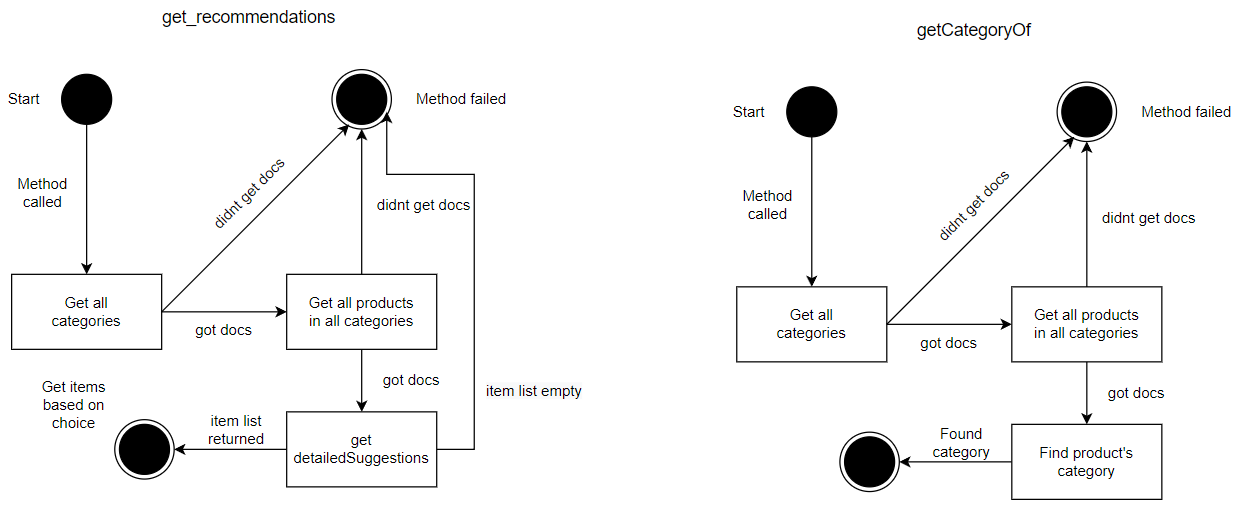 get_recommendations
Start
Method failed
Method
called
didnt get docs
didnt get docs
Get all
categories
got docs
Get all products
in all categories
got docs
item list empty
Get items
based on
choice
item list
returned
get
detailedSuggestions
getCategoryOf
Start
Method failed
Method
called
didnt get docs
didnt get docs
Get all
categories
got docs
Get all products
in all categories
got docs
Found
category
Find product's
category